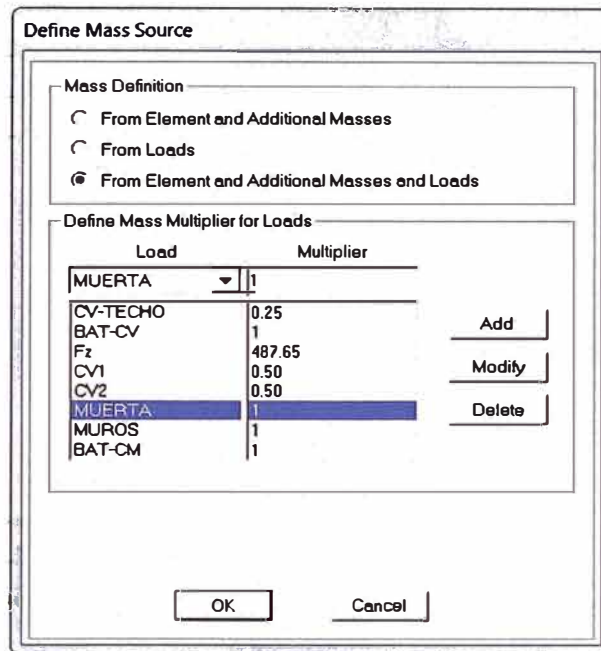 Define Mass Source
Mass Definition
From Element and Additional Masses
From Loads
From Element and Additional Masses and Loads
Define Mass Multiplier for Loads
Load Multiplier
MUERTA 1
CV-TECHO 0.25
BAT-CV 1
Fz 487.65
CV1 0.50
CV2 0.50
MUERTA 1
MUROS 1
BAT-CM 1
Add
Modify
Delete
OK Cancel